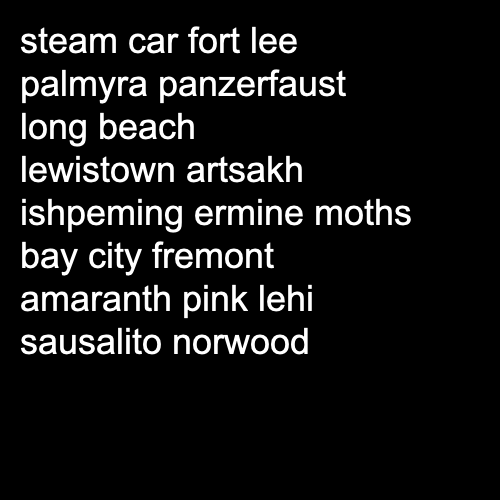 steam car fort lee
palmyra panzerfaust
long beach
lewistown artsakh
ishpeming ermine moths
bay city fremont
amaranth pink lehi
sausalito norwood